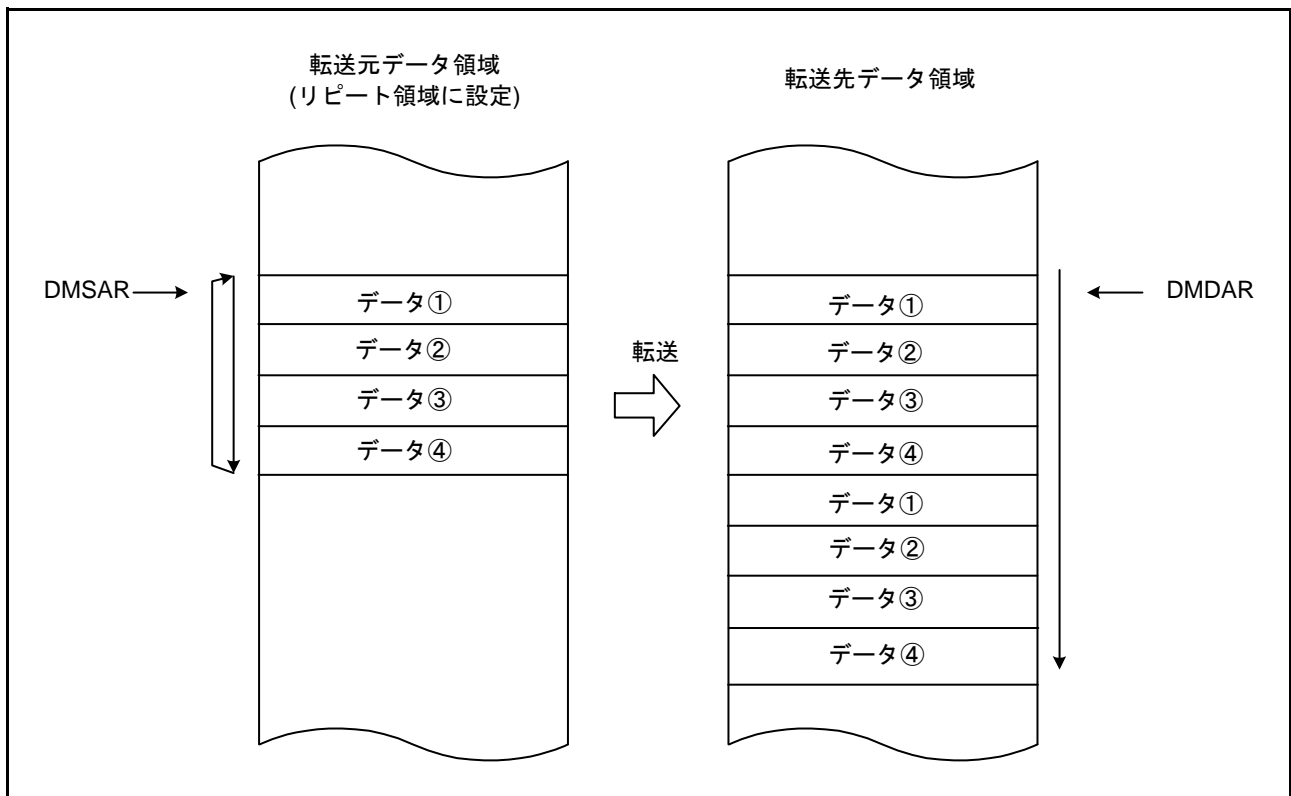 転送元データ領域
(リピート領域に設定)
転送先データ領域
DMSAR
データ①
データ②
データ③
データ④
転送
データ①
データ②
データ③
データ④
データ①
データ②
データ③
データ④
DMDAR